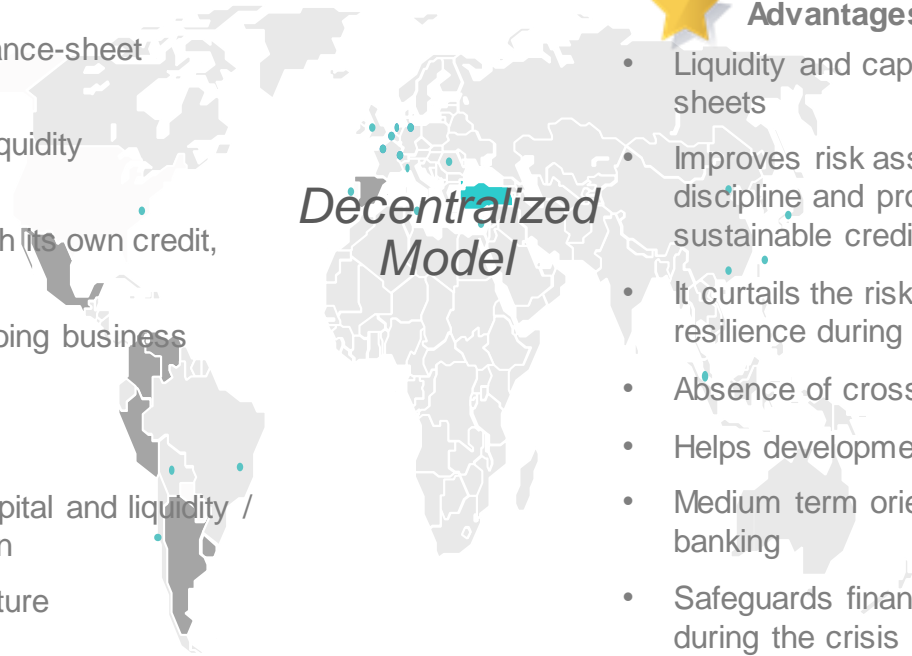 ance-sheet
quidity
h its own credit,
ping business
pital and liquidity /
n
ture
Decentralized
Model
Advantages
Liquidity and cap
sheets
Improves risk ass
discipline and pro
sustainable credi
It curtails the risk
resilience during
Absence of cross
Helps developme
Medium term orie
banking
Safeguards finan
during the crisis